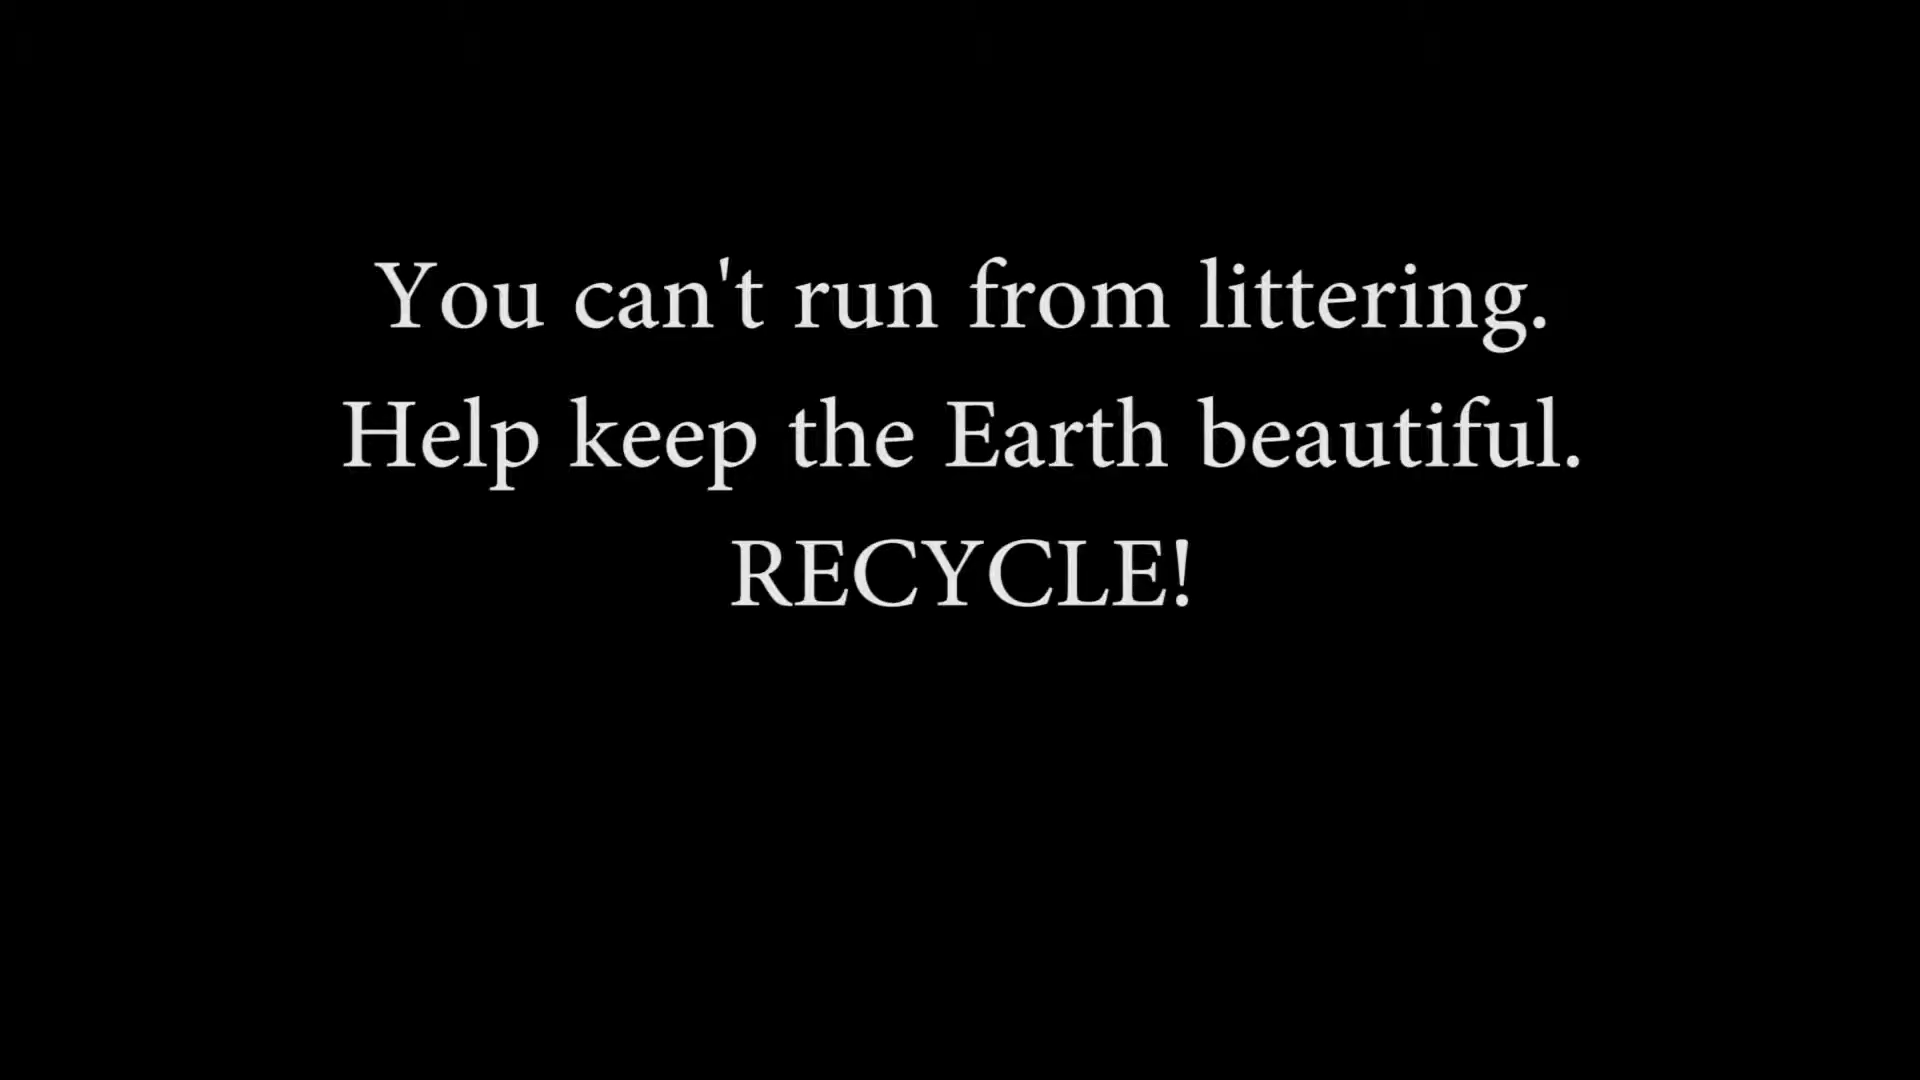 You can't run from littering.
Help keep the Earth beautiful.
RECYCLE!